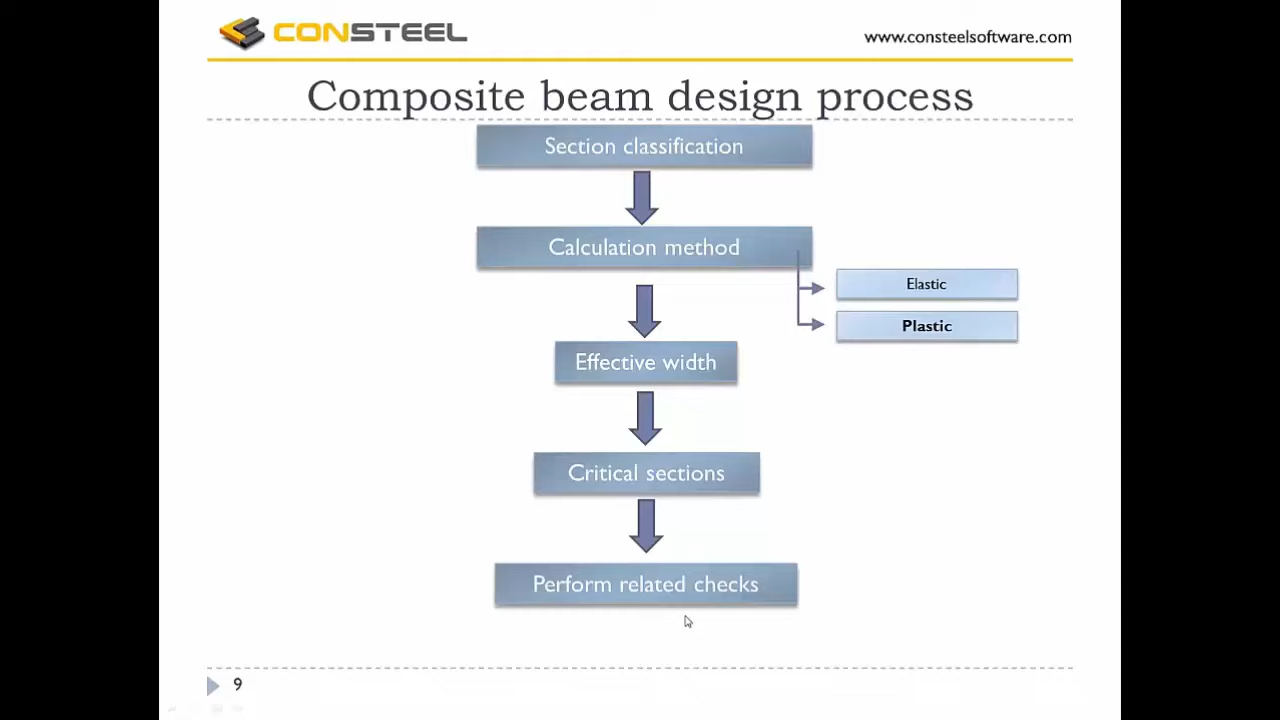 CONSTEEL
www.consteelsoftware.com
Composite beam design process
Section classification
Calculation method
Elastic
Plastic
Effective width
Critical sections
Perform related checks
9